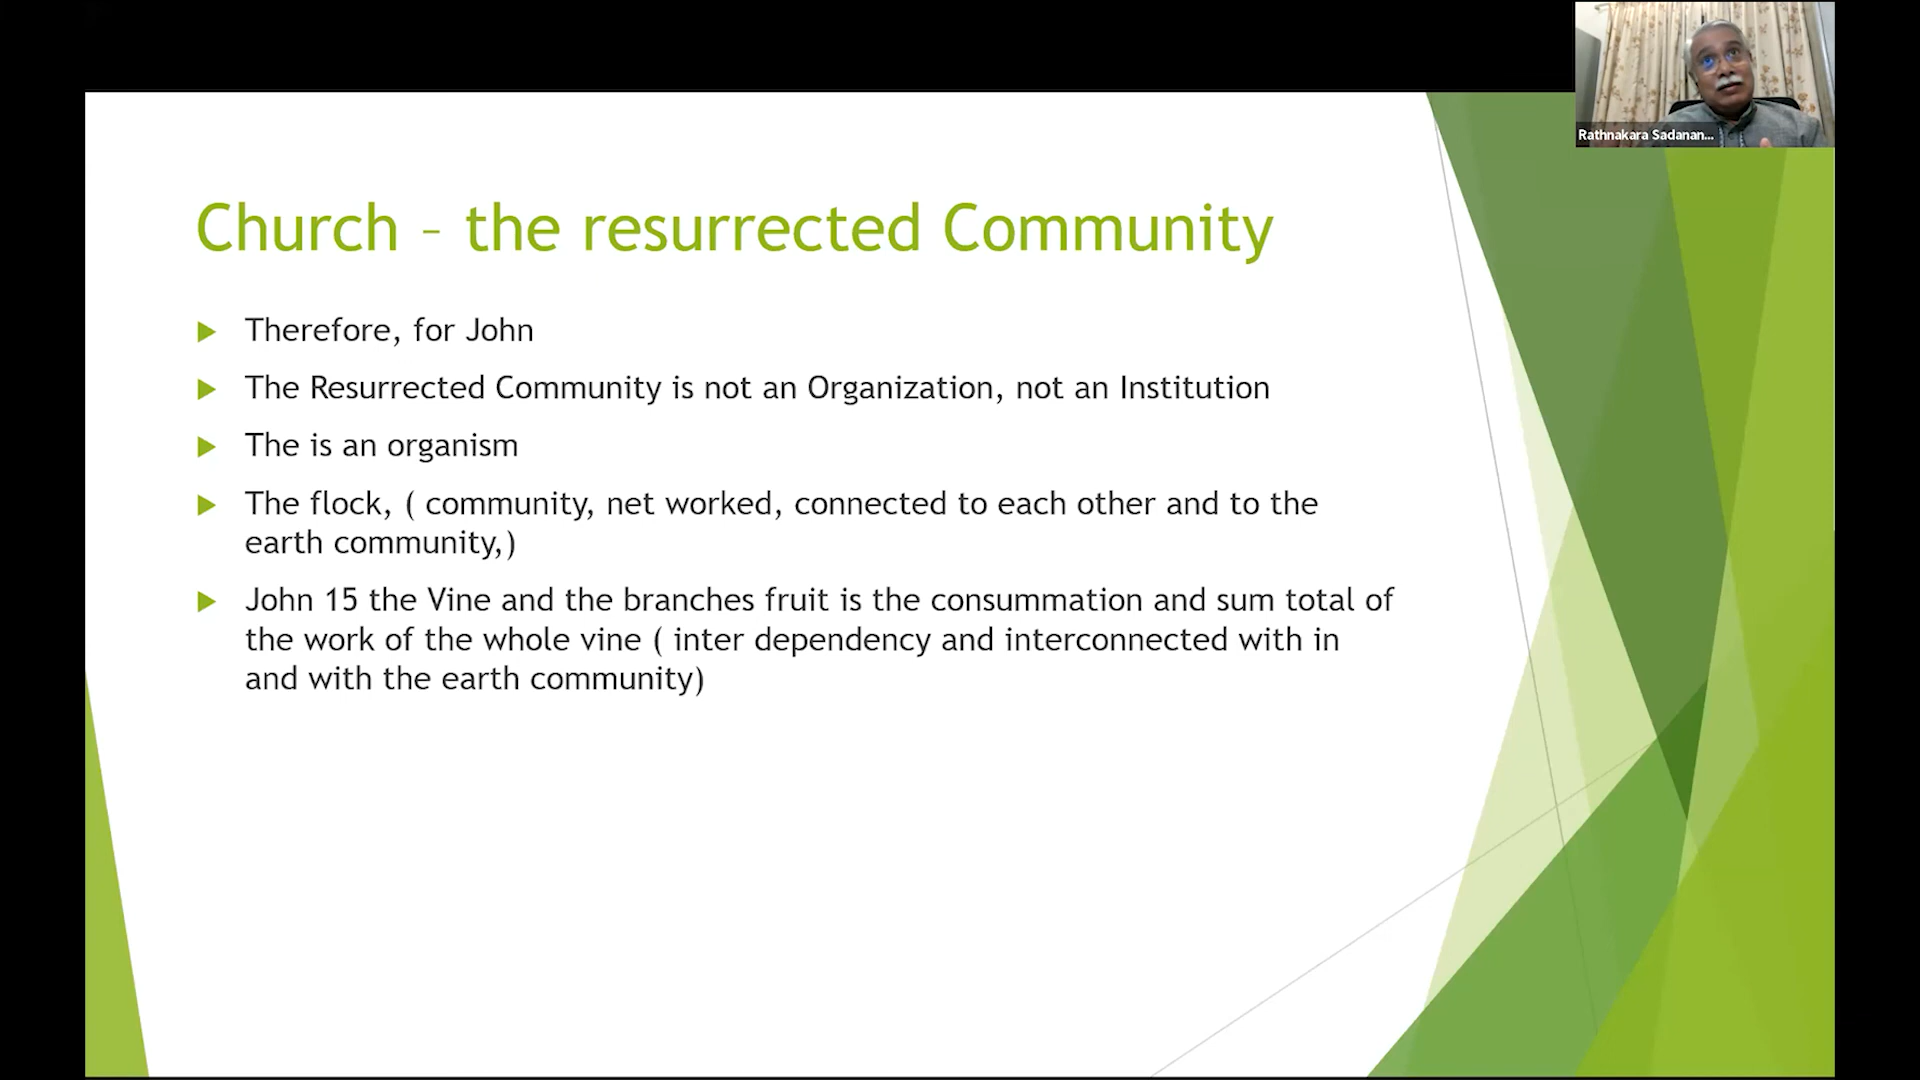 Rathnakara Sadanan...
Church – the resurrected Community
Therefore, for John
The Resurrected Community is not an Organization, not an Institution
The is an organism
The flock, ( community, net worked, connected to each other and to the
earth community,)
John 15 the Vine and the branches fruit is the consummation and sum total of
the work of the whole vine ( inter dependency and interconnected with in
and with the earth community)